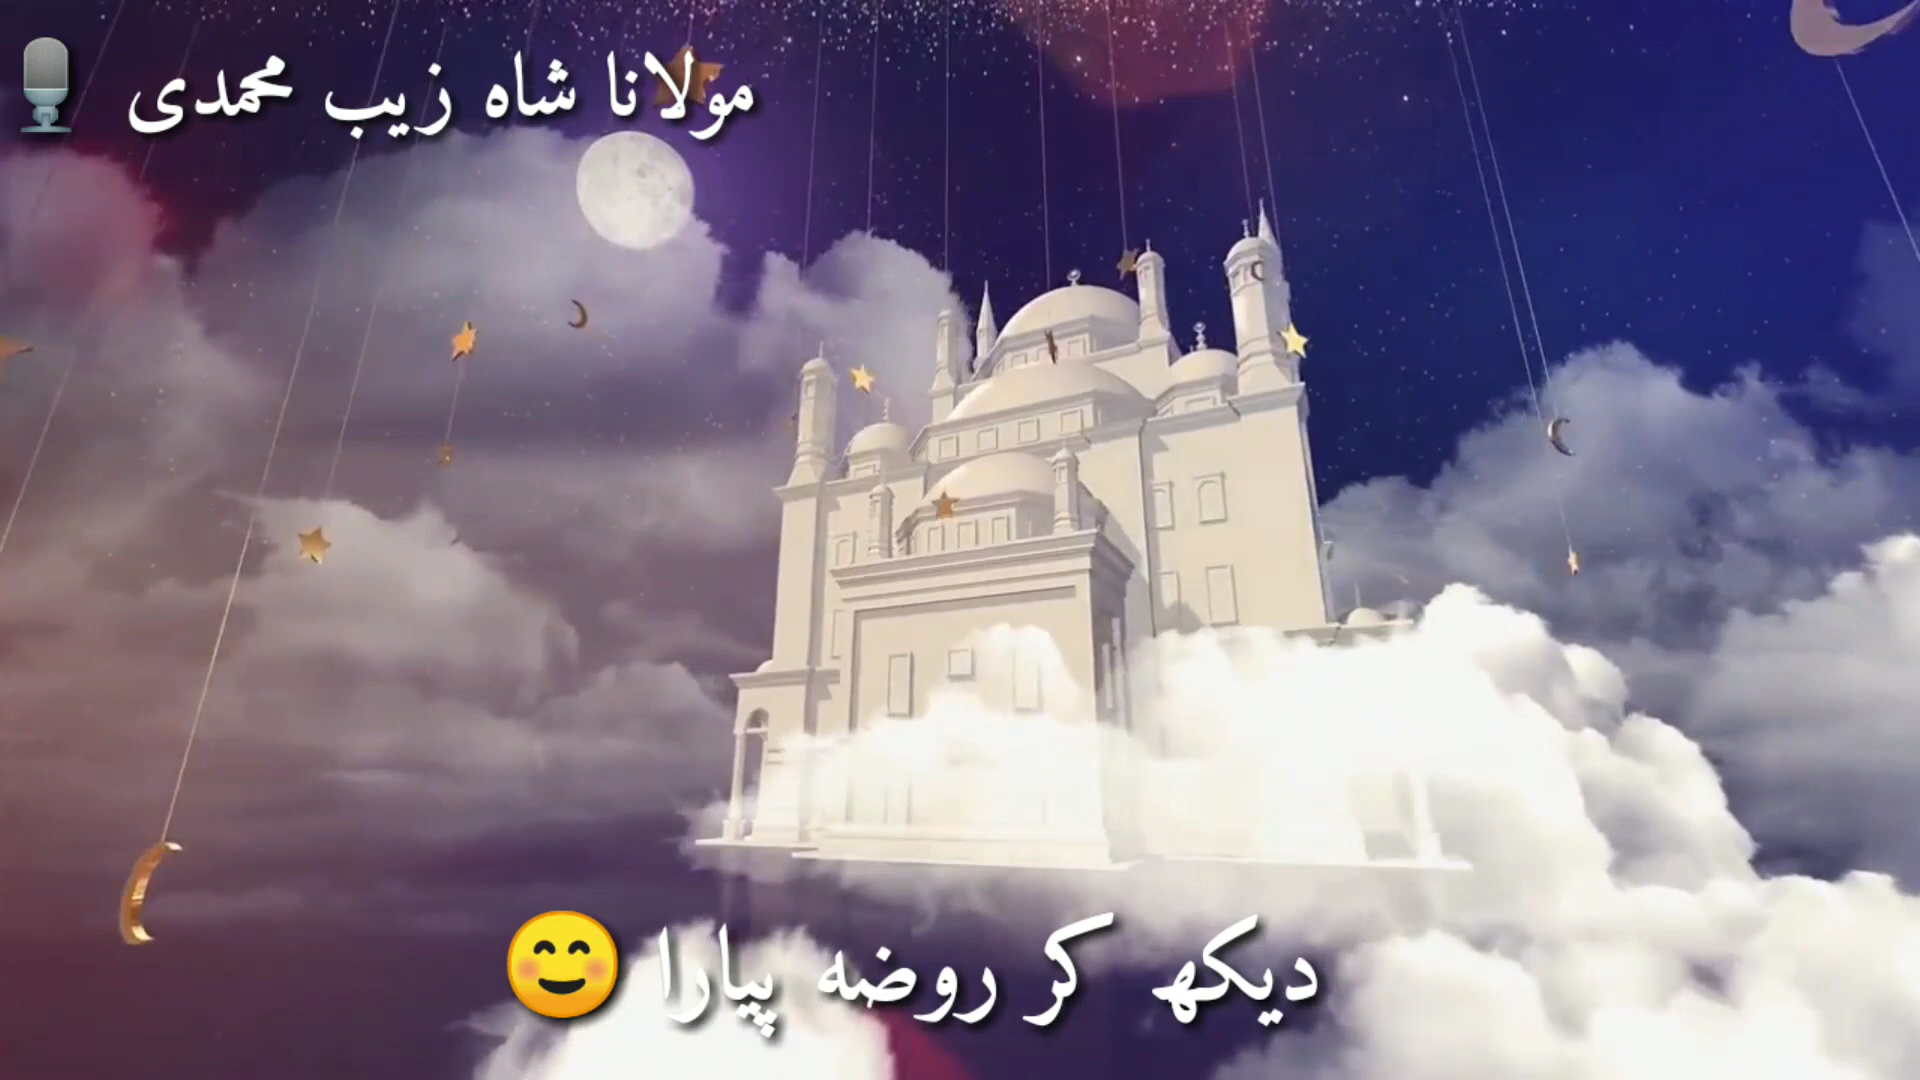 مولانا شاہ زیب محمدی
دیکھ کر روضہ پیارا